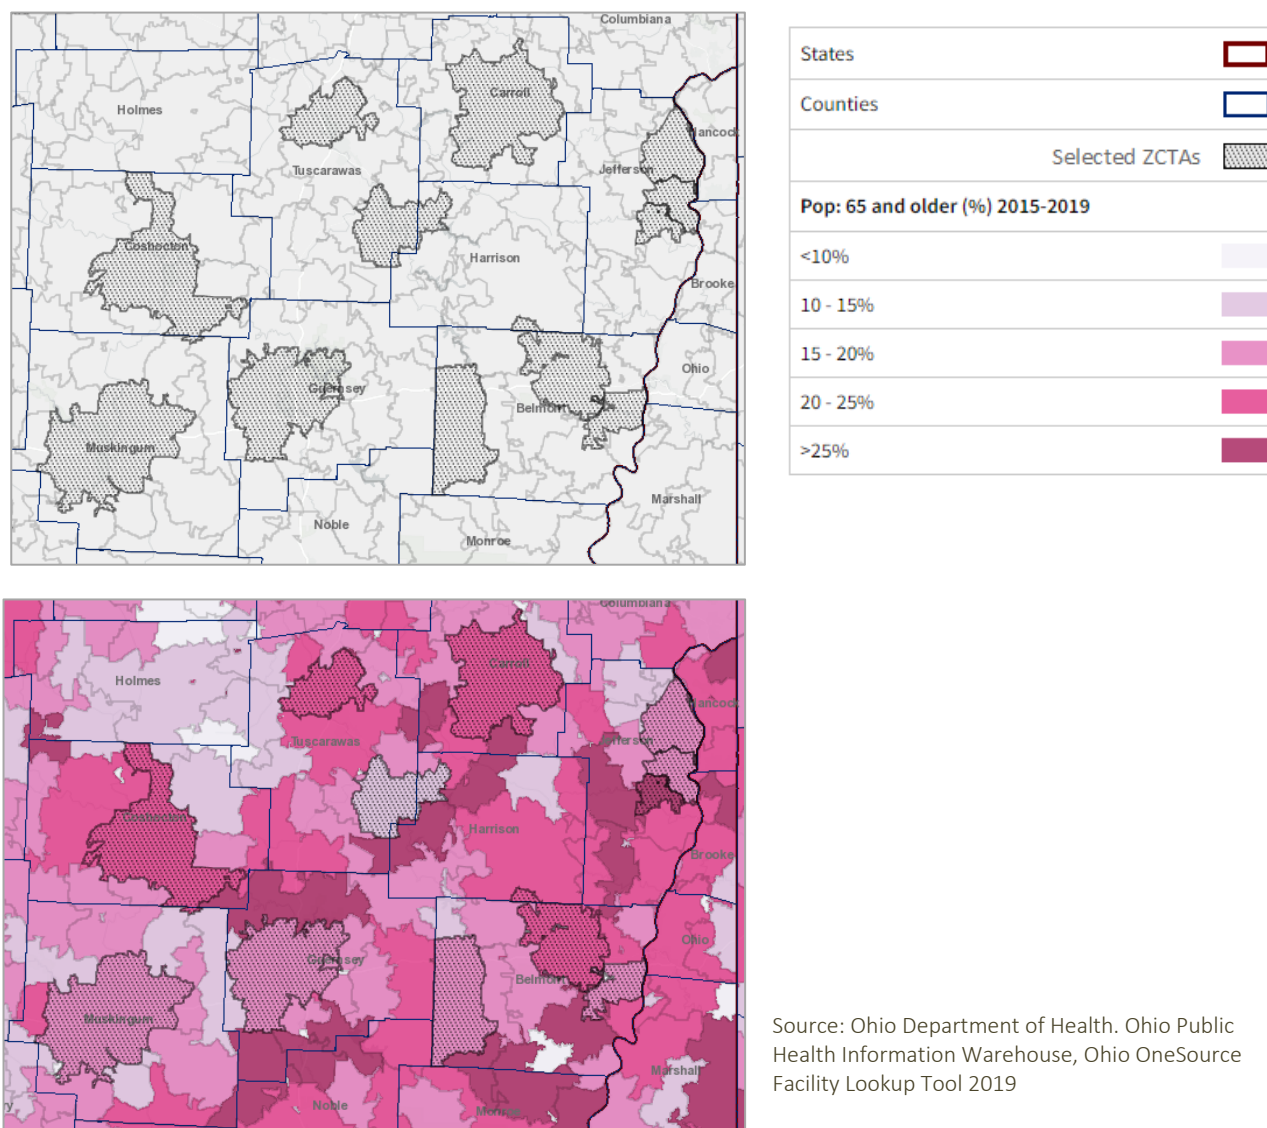 Columbiana
Holmes
Carroll
Hancock
Tuscarawas
Jefferson
Coshocton
Harrison
Brooke
Guernsey
Ohio
Belmont
Muskingum
Marshall
Noble
Monroe
States
Counties
Selected ZCTAs
Pop: 65 and older (%) 2015-2019
<10%
10 - 15%
15 - 20%
20 - 25%
>25%
Columbiana
Holmes
Carroll
Hancock
Tuscarawas
Jefferson
Coshocton
Harrison
Brooke
Guernsey
Ohio
Belmont
Muskingum
Marshall
Noble
Monroe
Source: Ohio Department of Health. Ohio Public
Health Information Warehouse, Ohio OneSource
Facility Lookup Tool 2019